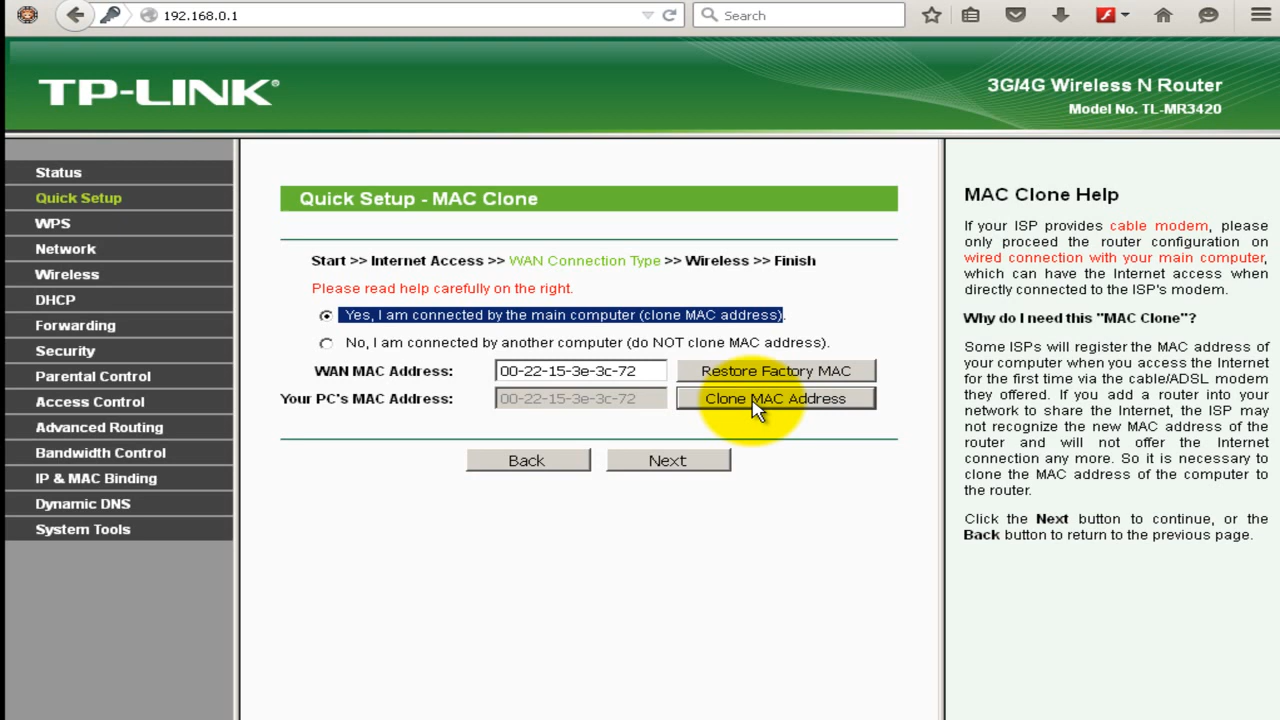 192.168.0.1
Search
TP-LINK®
3G/4G Wireless N Router
Model No. TL-MR3420
Status
Quick Setup
WPS
Network
Wireless
DHCP
Forwarding
Security
Parental Control
Access Control
Advanced Routing
Bandwidth Control
IP & MAC Binding
Dynamic DNS
System Tools
Quick Setup - MAC Clone
Start >> Internet Access >> WAN Connection Type >> Wireless >> Finish
Please read help carefully on the right.
Yes, I am connected by the main computer (clone MAC address).
No, I am connected by another computer (do NOT clone MAC address).
WAN MAC Address: 00-22-15-3e-3c-72 Restore Factory MAC
Your PC's MAC Address: 00-22-15-3e-3c-72 Clone MAC Address
Back Next
MAC Clone Help
If your ISP provides cable modem, please
only proceed the router configuration on
wired connection with your main computer,
which can have the Internet access when
directly connected to the ISP's modem.
Why do I need this "MAC Clone"?
Some ISPs will register the MAC address of
your computer when you access the Internet
for the first time via the cable/ADSL modem
they offered. If you add a router into your
network to share the Internet, the ISP may
not recognize the new MAC address of the
router and will not offer the Internet
connection any more. So it is necessary to
clone the MAC address of the computer to
the router.
Click the Next button to continue, or the
Back button to return to the previous page.